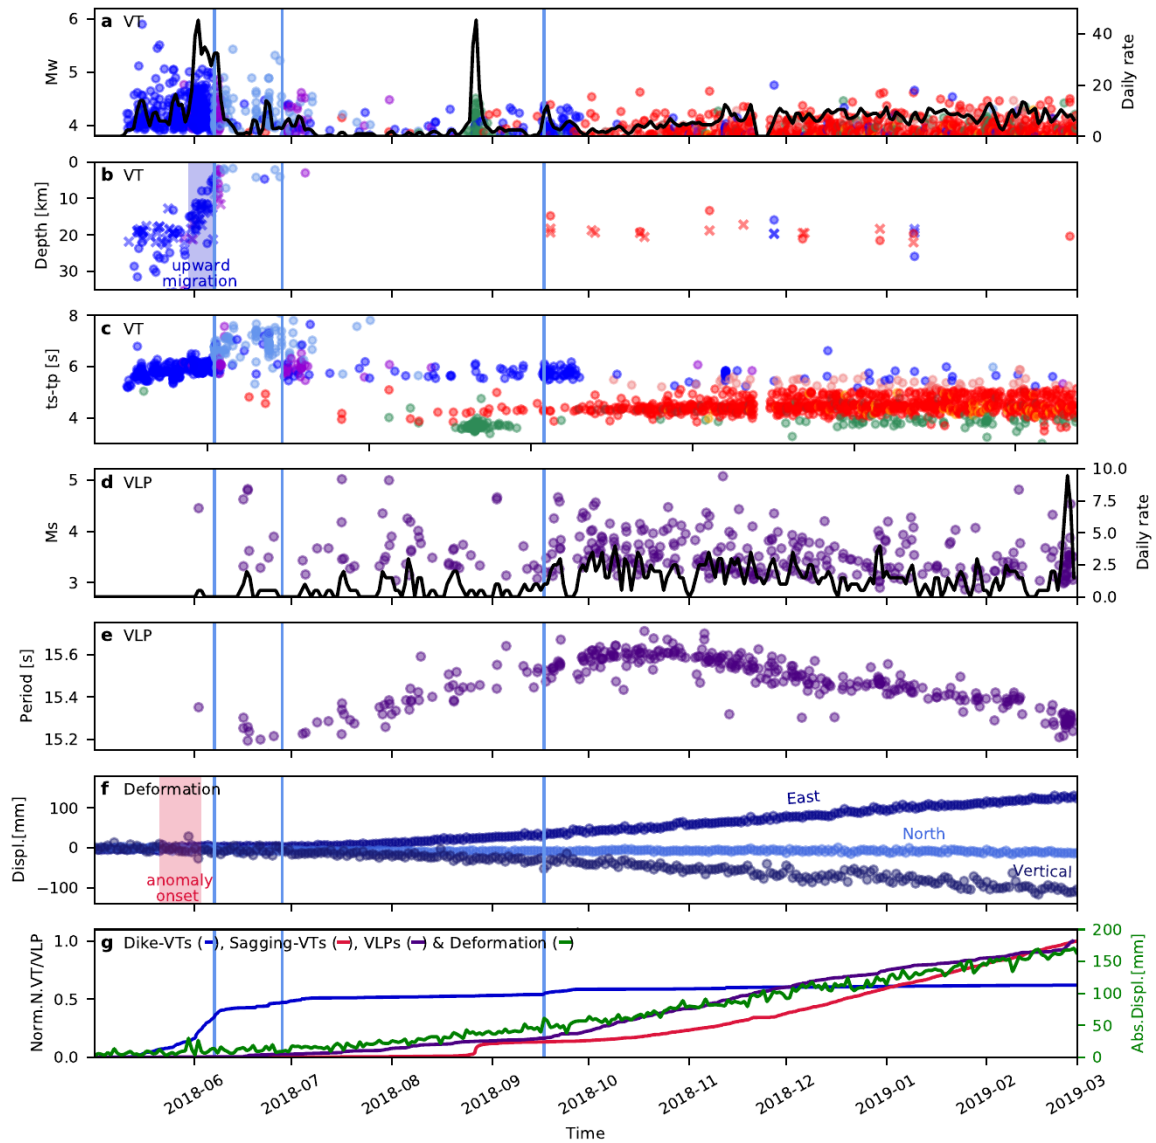 a VT
6
5
4
Mw
40
20
0
Daily rate
b VT
0
10
20
30
Depth [km]
upward
migration
c VT
8
6
4
ts-tp [s]
d VLP
5
4
3
Ms
10.0
7.5
5.0
2.5
0.0
Daily rate
e VLP
15.6
15.4
15.2
Period [s]
f Deformation
100
0
−100
Displ.[mm]
anomaly
onset
East
North
Vertical
g Dike-VTs (–), Sagging-VTs (–), VLPs (–) & Deformation (–)
1.0
0.5
0.0
Norm.N.VT/VLP
200
150
100
50
0
Abs.Displ.[mm]
2018-06
2018-07
2018-08
2018-09
2018-10
2018-11
2018-12
2019-01
2019-02
2019-03
Time